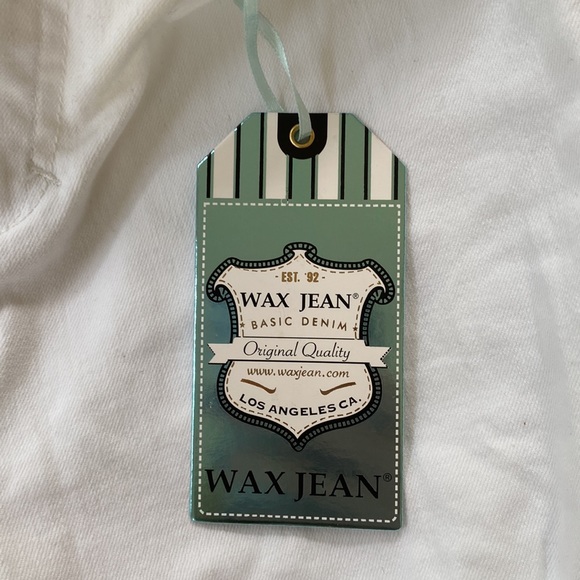 - EST. '92 -
WAX JEAN®
* BASIC DENIM *
Original Quality
www.waxjean.com
LOS ANGELES CA.
WAX JEAN®